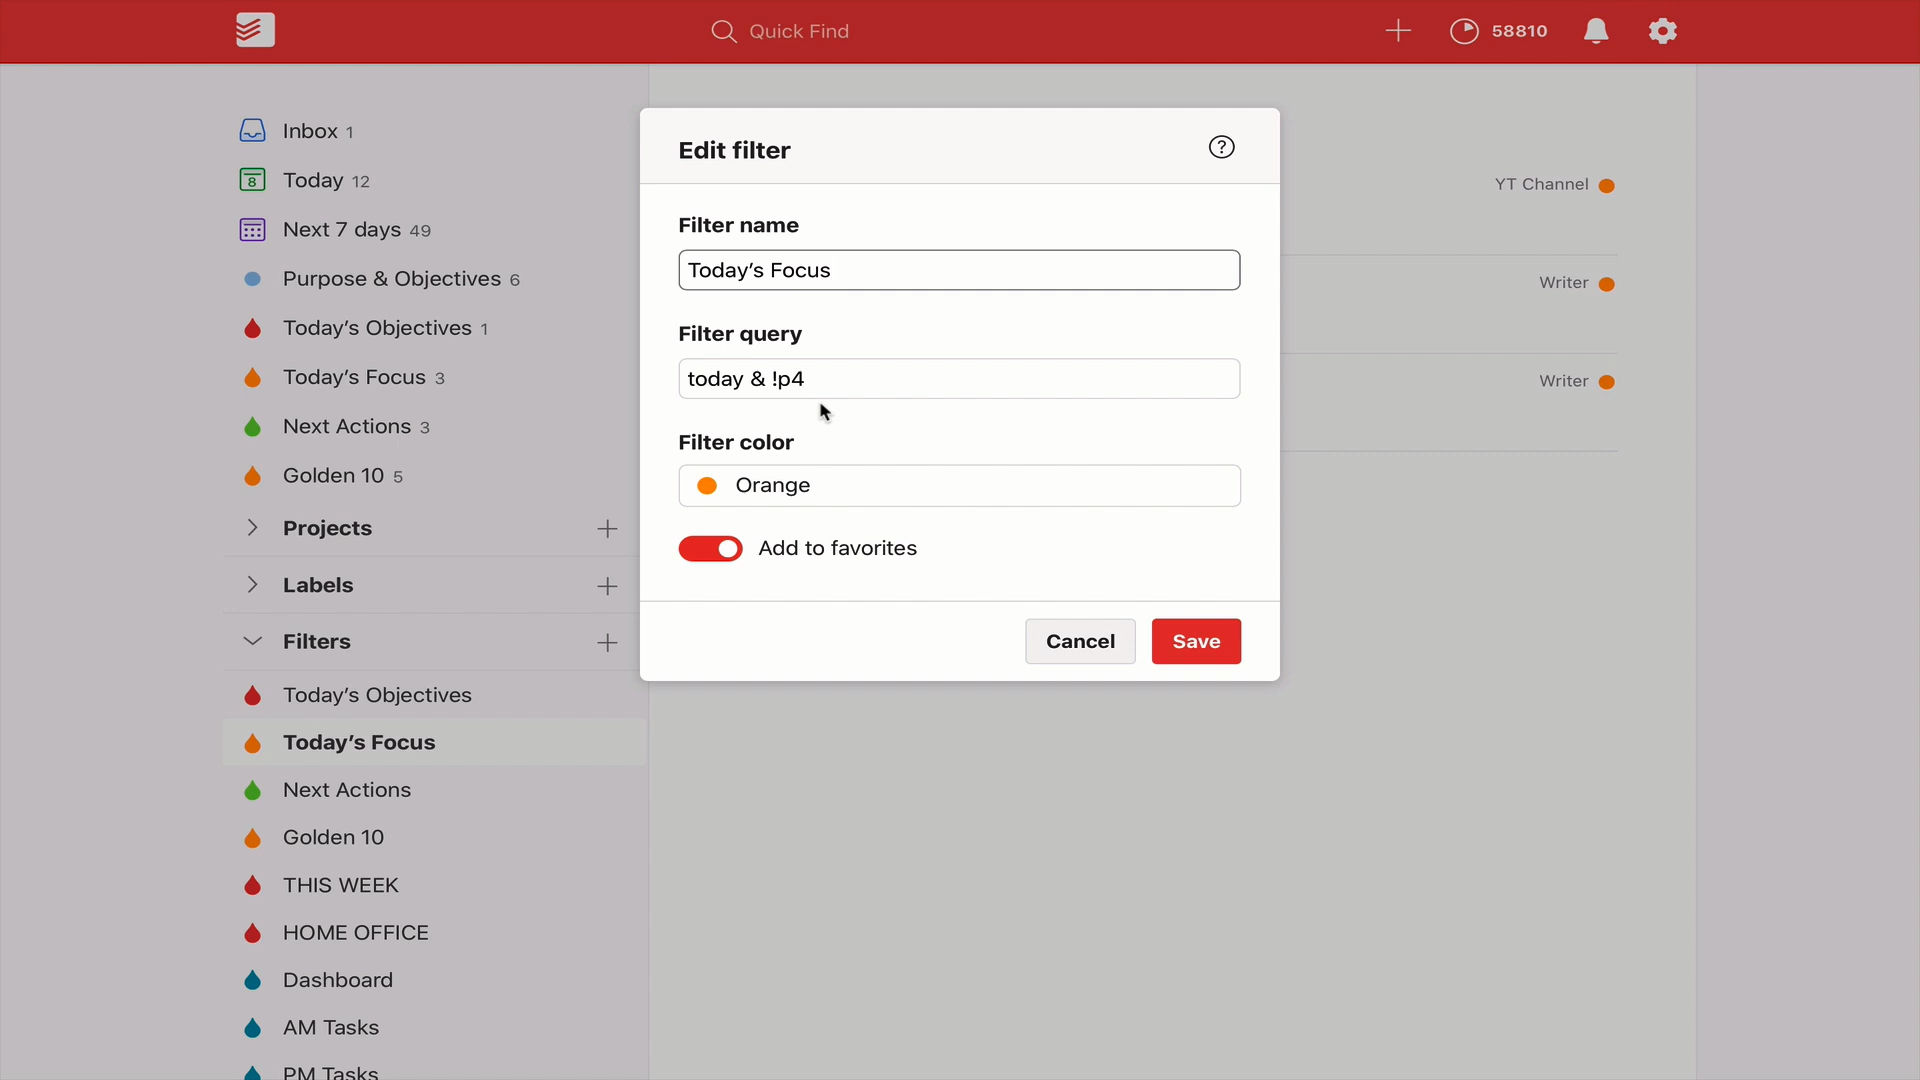 Quick Find
58810
Inbox 1
8
Today 12
Next 7 days 49
Purpose & Objectives 6
Today's Objectives 1
Today's Focus 3
Next Actions 3
Golden 10 5
Projects
Labels
Filters
Today's Objectives
Today's Focus
Next Actions
Golden 10
THIS WEEK
HOME OFFICE
Dashboard
AM Tasks
PM Tasks
Edit filter
?
Filter name
Today's Focus
Filter query
today & !p4
Filter color
Orange
Add to favorites
Cancel
Save
YT Channel
Writer
Writer